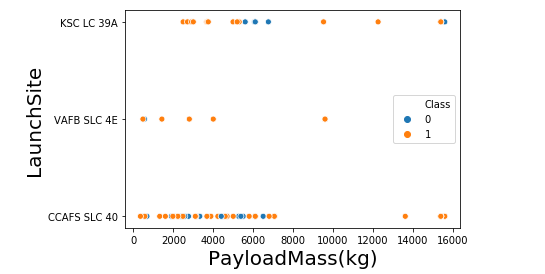 KSC LC 39A
VAFB SLC 4E
CCAFS SLC 40
LaunchSite
Class
0
1
0 2000 4000 6000 8000 10000 12000 14000 16000
PayloadMass(kg)